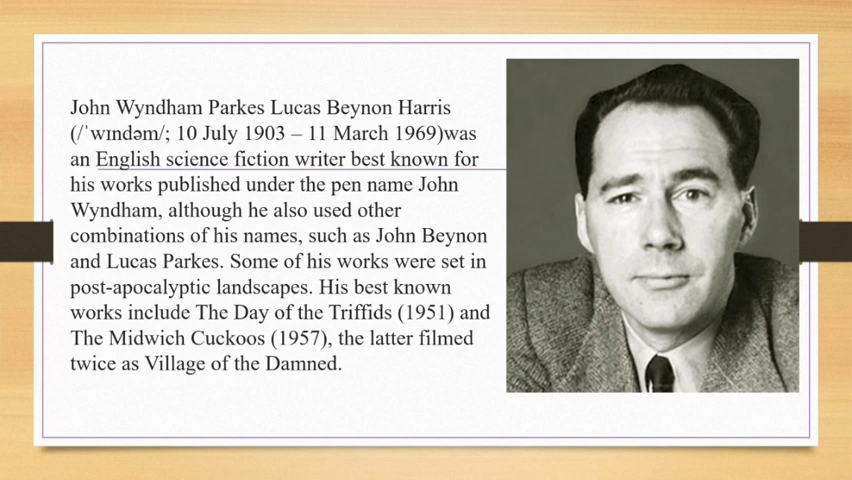 John Wyndham Parkes Lucas Beynon Harris
(/ˈwɪndəm/; 10 July 1903 – 11 March 1969)was
an English science fiction writer best known for
his works published under the pen name John
Wyndham, although he also used other
combinations of his names, such as John Beynon
and Lucas Parkes. Some of his works were set in
post-apocalyptic landscapes. His best known
works include The Day of the Triffids (1951) and
The Midwich Cuckoos (1957), the latter filmed
twice as Village of the Damned.